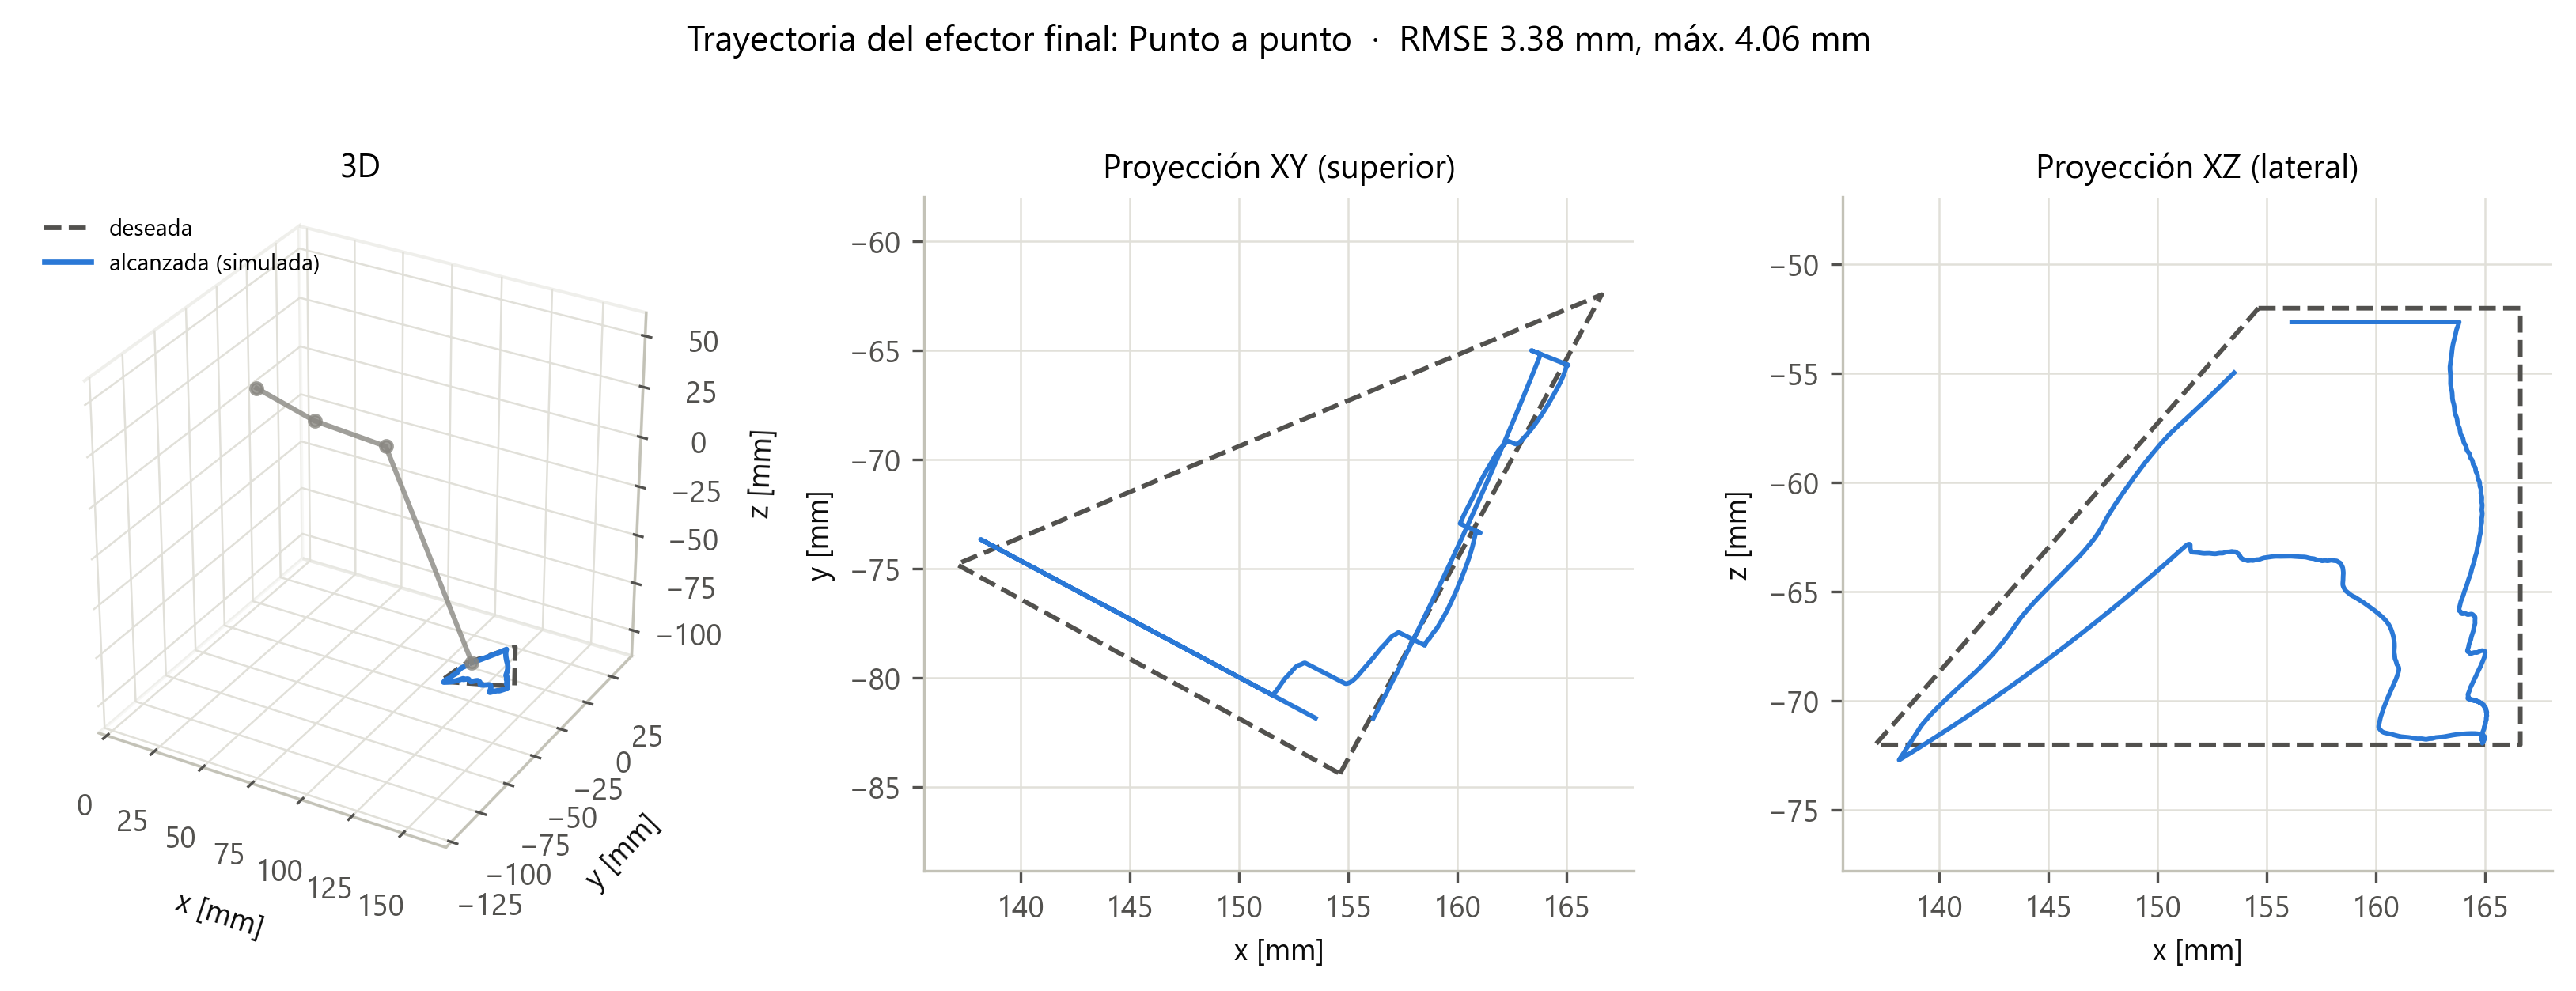 Trayectoria del efector final: Punto a punto · RMSE 3.38 mm, máx. 4.06 mm
3D
deseada
alcanzada (simulada)
50
25
0
−25
−50
−75
−100
z [mm]
25
0
−25
−50
−75
−100
−125
y [mm]
0
25
50
75
100
125
150
x [mm]
Proyección XY (superior)
−60
−65
−70
−75
−80
−85
y [mm]
140 145 150 155 160 165
x [mm]
Proyección XZ (lateral)
−50
−55
−60
−65
−70
−75
z [mm]
140 145 150 155 160 165
x [mm]